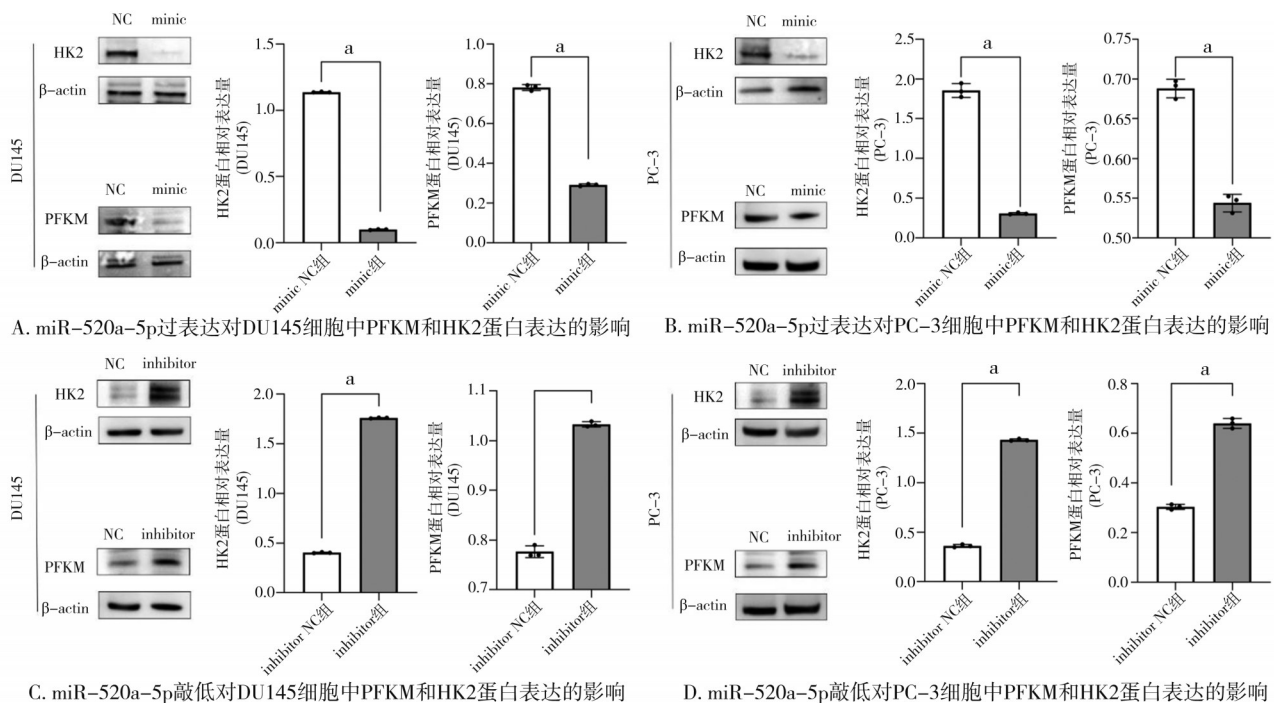 NC minic
HK2
β-actin
DU145
NC minic
PFKM
β-actin
HK2蛋白相对表达量
(DU145)
1.5
1.0
0.5
0.0
a
minic NC组
minic组
PFKM蛋白相对表达量
(DU145)
0.8
0.6
0.4
0.2
0.0
a
minic NC组
minic组
A. miR-520a-5p过表达对DU145细胞中PFKM和HK2蛋白表达的影响
NC minic
HK2
β-actin
PC-3
NC minic
PFKM
β-actin
HK2蛋白相对表达量
(PC-3)
2.5
2.0
1.5
1.0
0.5
0.0
a
minic NC组
minic组
PFKM蛋白相对表达量
(PC-3)
0.70
0.65
0.60
0.55
0.50
a
minic NC组
minic组
B. miR-520a-5p过表达对PC-3细胞中PFKM和HK2蛋白表达的影响
NC inhibitor
HK2
β-actin
DU145
NC inhibitor
PFKM
β-actin
HK2蛋白相对表达量
(DU145)
2.0
1.5
1.0
0.5
0.0
a
inhibitor NC组
inhibitor组
PFKM蛋白相对表达量
(DU145)
1.1
1.0
0.9
0.8
0.7
inhibitor NC组
inhibitor组
C. miR-520a-5p敲低对DU145细胞中PFKM和HK2蛋白表达的影响
NC inhibitor
HK2
β-actin
PC-3
NC inhibitor
PFKM
β-actin
HK2蛋白相对表达量
(PC-3)
2.0
1.5
1.0
0.5
0.0
a
inhibitor NC组
inhibitor组
PFKM蛋白相对表达量
(PC-3)
0.8
0.6
0.4
0.2
0.0
a
inhibitor NC组
inhibitor组
D. miR-520a-5p敲低对PC-3细胞中PFKM和HK2蛋白表达的影响